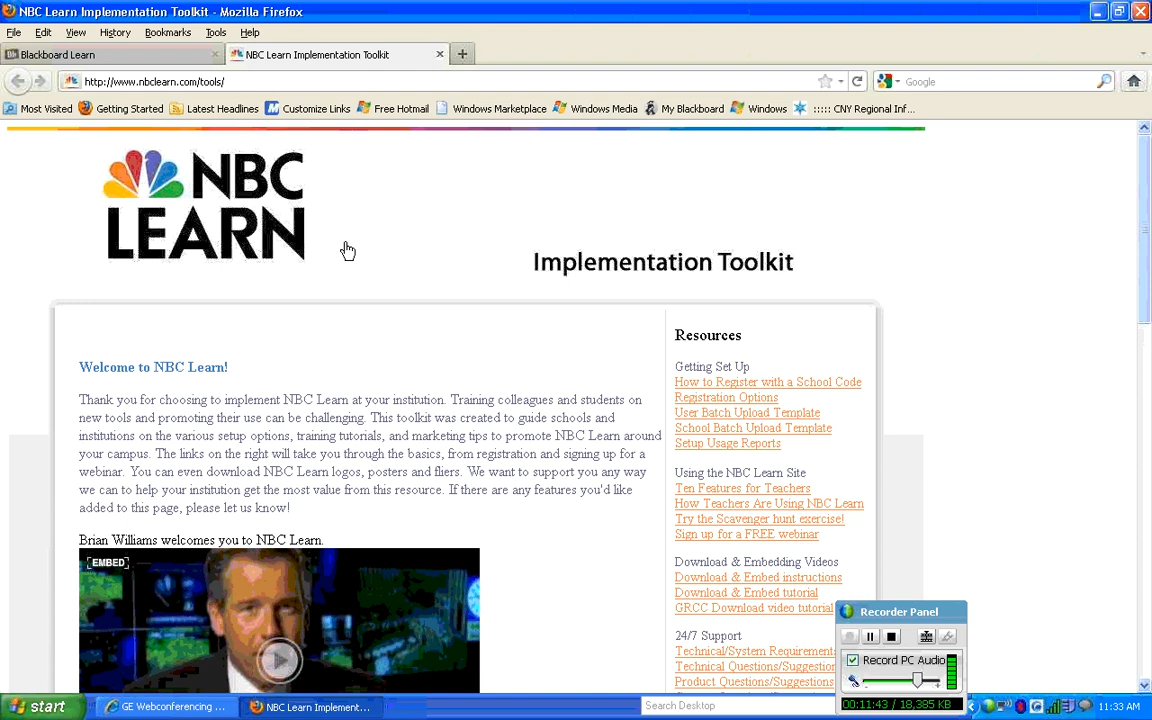 NBC Learn Implementation Toolkit - Mozilla Firefox
File Edit View History Bookmarks Tools Help
Blackboard Learn
NBC Learn Implementation Toolkit
http://www.nbclearn.com/tools/
Google
Most Visited Getting Started Latest Headlines Customize Links Free Hotmail Windows Marketplace Windows Media My Blackboard Windows ::::: CNY Regional Inf...
NBC
LEARN
Implementation Toolkit
Welcome to NBC Learn!
Thank you for choosing to implement NBC Learn at your institution. Training colleagues and students on
new tools and promoting their use can be challenging. This toolkit was created to guide schools and
institutions on the various setup options, training tutorials, and marketing tips to promote NBC Learn around
your campus. The links on the right will take you through the basics, from registration and signing up for a
webinar. You can even download NBC Learn logos, posters and fliers. We want to support you any way
we can to help your institution get the most value from this resource. If there are any features you'd like
added to this page, please let us know!
Brian Williams welcomes you to NBC Learn.
[EMBED]
Resources
Getting Set Up
How to Register with a School Code
Registration Options
User Batch Upload Template
School Batch Upload Template
Setup Usage Reports
Using the NBC Learn Site
Ten Features for Teachers
How Teachers Are Using NBC Learn
Try the Scavenger hunt exercise!
Sign up for a FREE webinar
Download & Embedding Videos
Download & Embed instructions
Download & Embed tutorial
GRCC Download video tutorial
24/7 Support
Technical/System Requirements
Technical Questions/Suggestion
Product Questions/Suggestions
Recorder Panel
Record PC Audio
00:11:43 / 18,385 KB
start
GE Webconferencing ...
NBC Learn Implement...
Search Desktop
11:33 AM